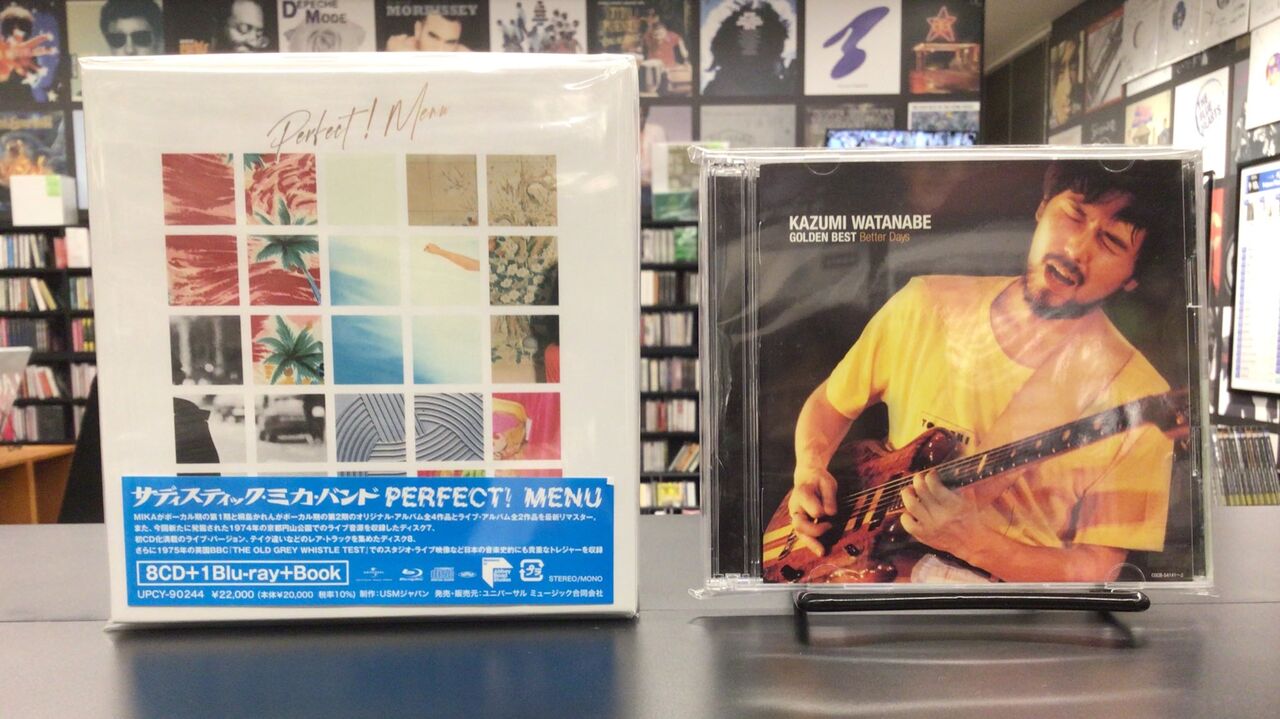 DEPECHE MODE
MORRISSEY
THE BLUE HEARTS
Perfect! Menu
サディスティック・ミカ・バンド PERFECT! MENU
MIKAがボーカル期の第1期と桐島かれんがボーカル期の第2期のオリジナル・アルバム全4作品とライブ・アルバム全2作品を最新リマスター。
また、今回新たに発掘された1974年の京都円山公園でのライブ音源を収録したディスク7、
初CD化満載のライブ・バージョン、テイク違いなどのレア・トラックを集めたディスク8、
さらに1975年の英国BBC「THE OLD GREY WHISTLE TEST」でのスタジオ・ライブ映像など日本の音楽史的にも貴重なトレジャーを収録
8CD+1Blu-ray+Book
STEREO/MONO
UPCY-90244 ¥22,000 (本体¥20,000 税率10%) 制作:USMジャパン 発売・販売元:ユニバーサル ミュージック合同会社
KAZUMI WATANABE
GOLDEN BEST Better Days
COCB-54141〜2